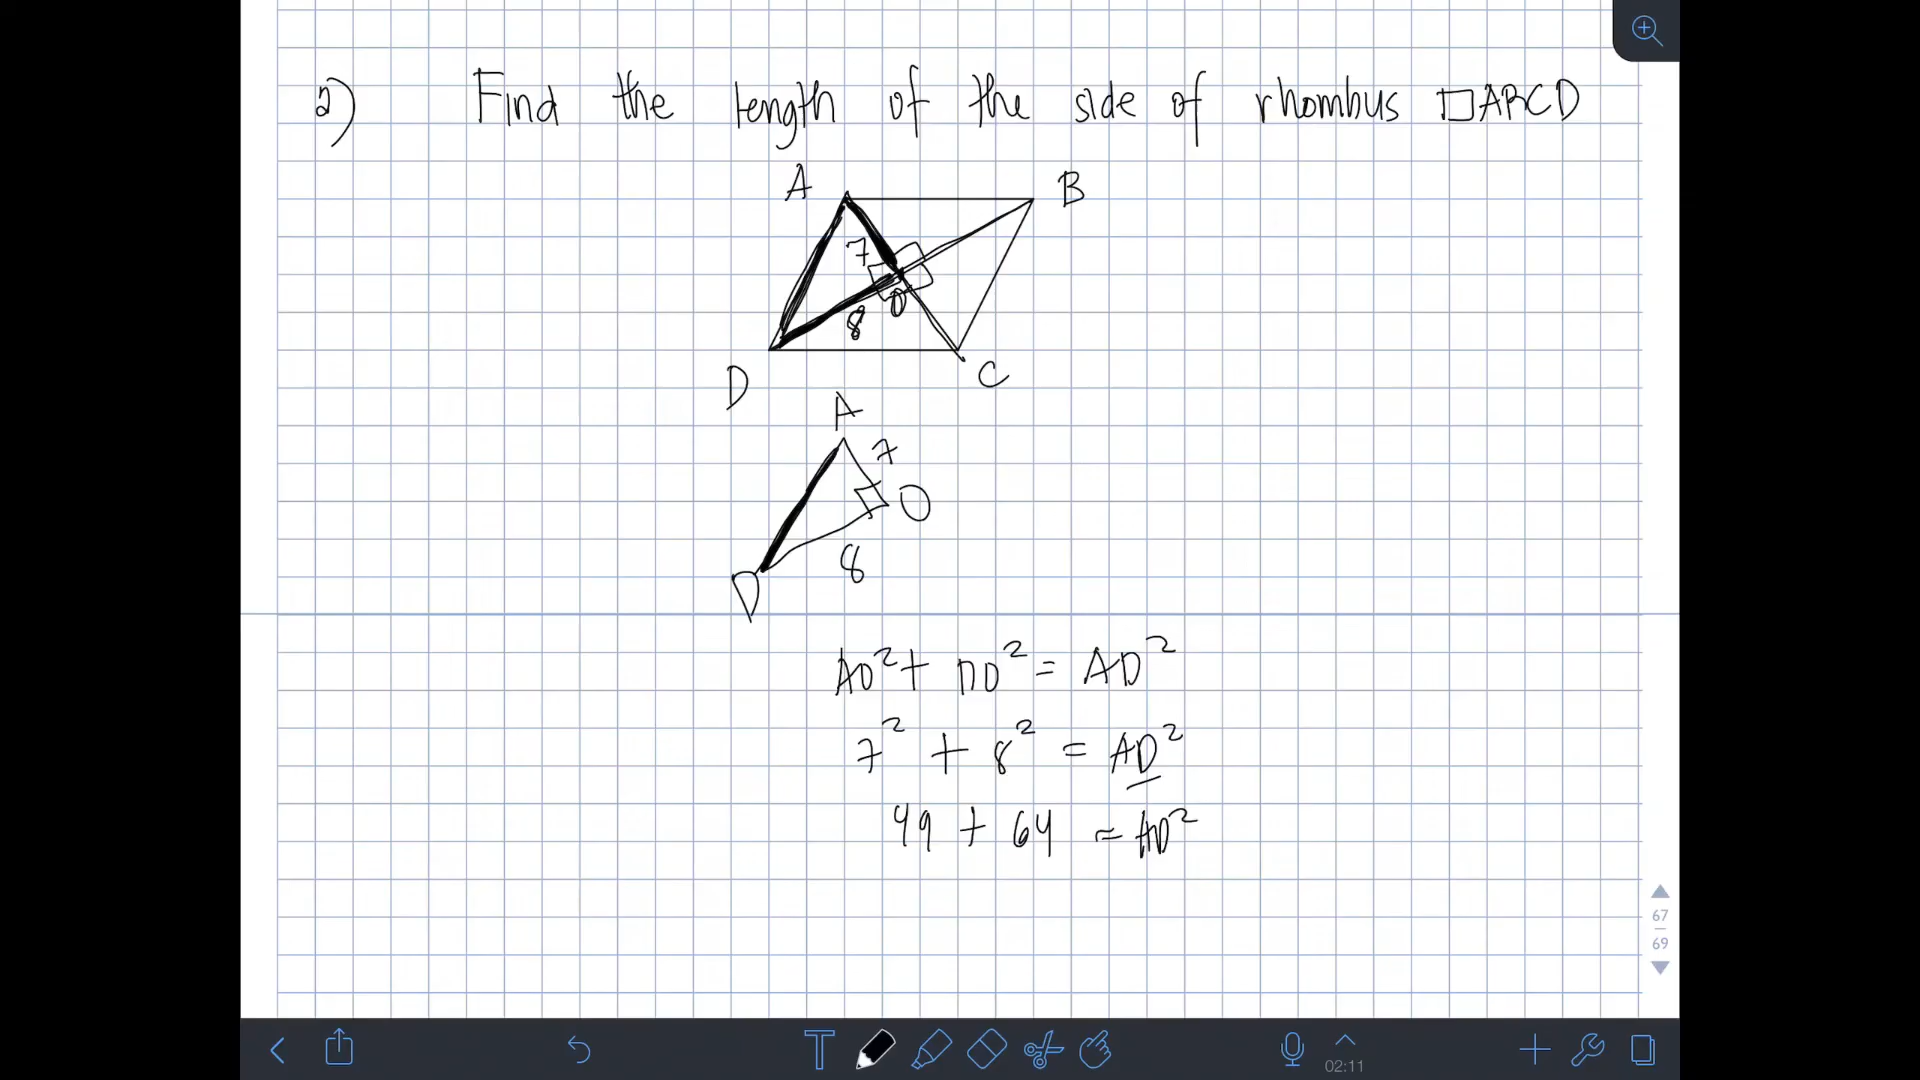 2) Find the length of the side of rhombus □ABCD
A
B
7
8
O
D
C
A
7
O
8
D
AO² + DO² = AD²
7² + 8² = AD²
49 + 64 = AD²
67
69
T
02:11